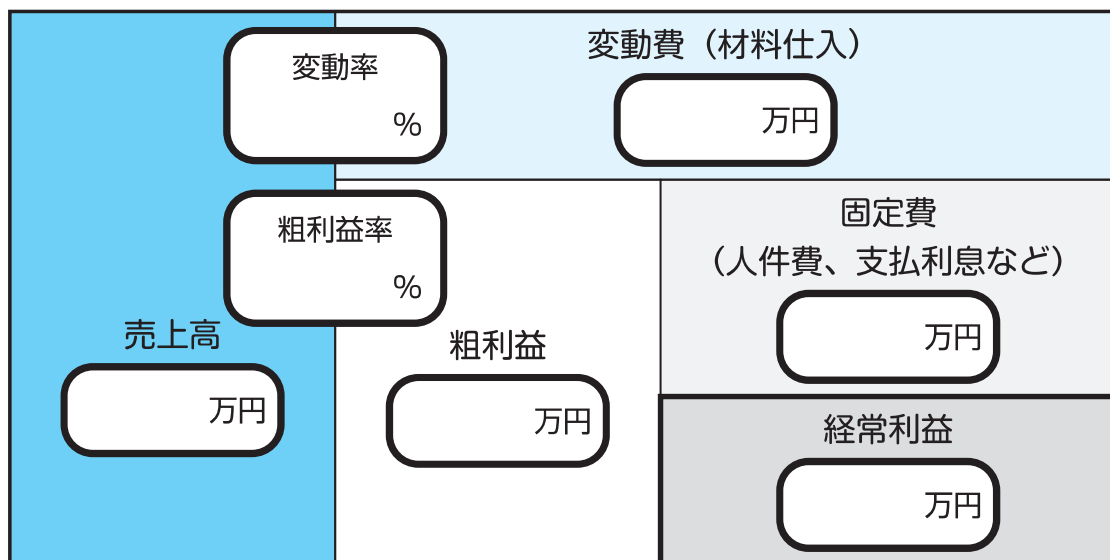 変動率
%
変動費（材料仕入）
万円
粗利益率
%
売上高
万円
粗利益
万円
固定費
（人件費、支払利息など）
万円
経常利益
万円